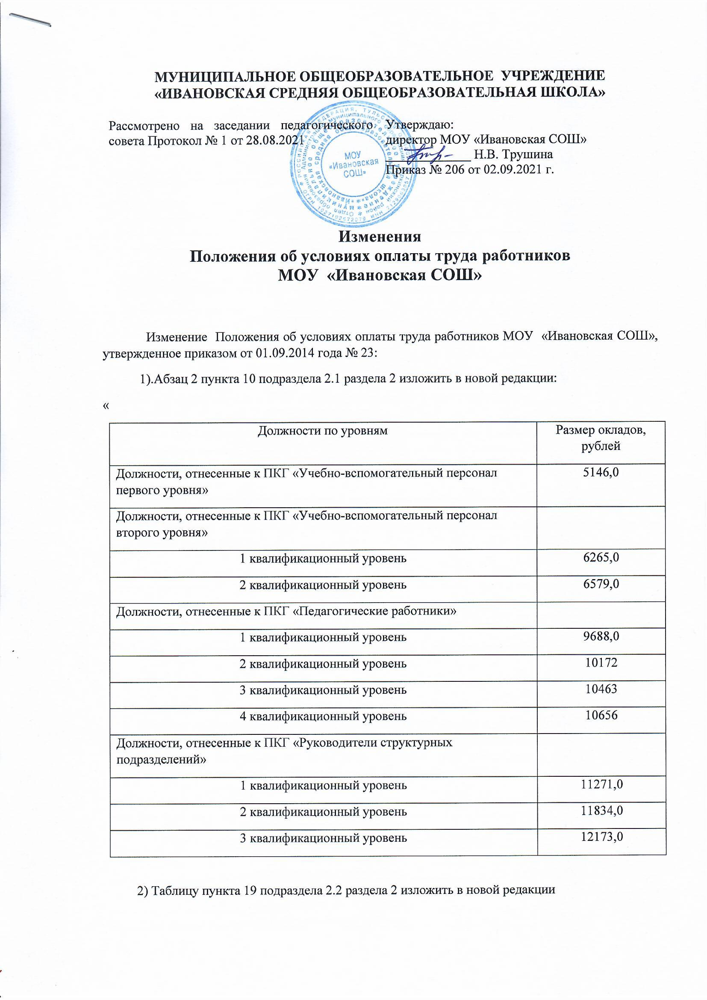 МУНИЦИПАЛЬНОЕ ОБЩЕОБРАЗОВАТЕЛЬНОЕ УЧРЕЖДЕНИЕ
«ИВАНОВСКАЯ СРЕДНЯЯ ОБЩЕОБРАЗОВАТЕЛЬНАЯ ШКОЛА»
Рассмотрено на заседании педагогического
совета Протокол № 1 от 28.08.2021
Утверждаю:
директор МОУ «Ивановская СОШ»
Н.В. Трушина
Приказ № 206 от 02.09.2021 г.
МОУ
«Ивановская
СОШ»
Изменения
Положения об условиях оплаты труда работников
МОУ «Ивановская СОШ»
Изменение Положения об условиях оплаты труда работников МОУ «Ивановская СОШ»,
утвержденное приказом от 01.09.2014 года № 23:
1).Абзац 2 пункта 10 подраздела 2.1 раздела 2 изложить в новой редакции:
«
Должности по уровням
Размер окладов,
рублей
Должности, отнесенные к ПКГ «Учебно-вспомогательный персонал
первого уровня»
5146,0
Должности, отнесенные к ПКГ «Учебно-вспомогательный персонал
второго уровня»
1 квалификационный уровень 6265,0
2 квалификационный уровень 6579,0
Должности, отнесенные к ПКГ «Педагогические работники»
1 квалификационный уровень 9688,0
2 квалификационный уровень 10172
3 квалификационный уровень 10463
4 квалификационный уровень 10656
Должности, отнесенные к ПКГ «Руководители структурных
подразделений»
1 квалификационный уровень 11271,0
2 квалификационный уровень 11834,0
3 квалификационный уровень 12173,0
2) Таблицу пункта 19 подраздела 2.2 раздела 2 изложить в новой редакции